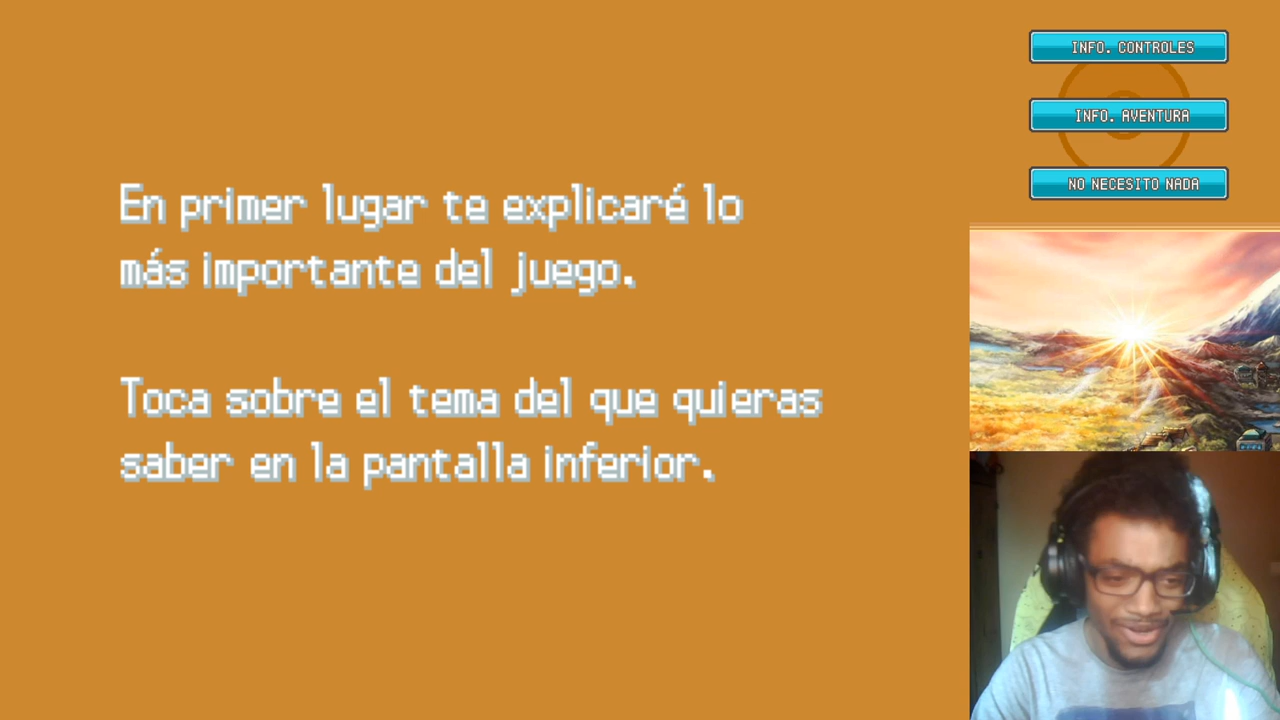 En primer lugar te explicaré lo
más importante del juego.
Toca sobre el tema del que quieras
saber en la pantalla inferior.
INFO. CONTROLES
INFO. AVENTURA
NO NECESITO NADA